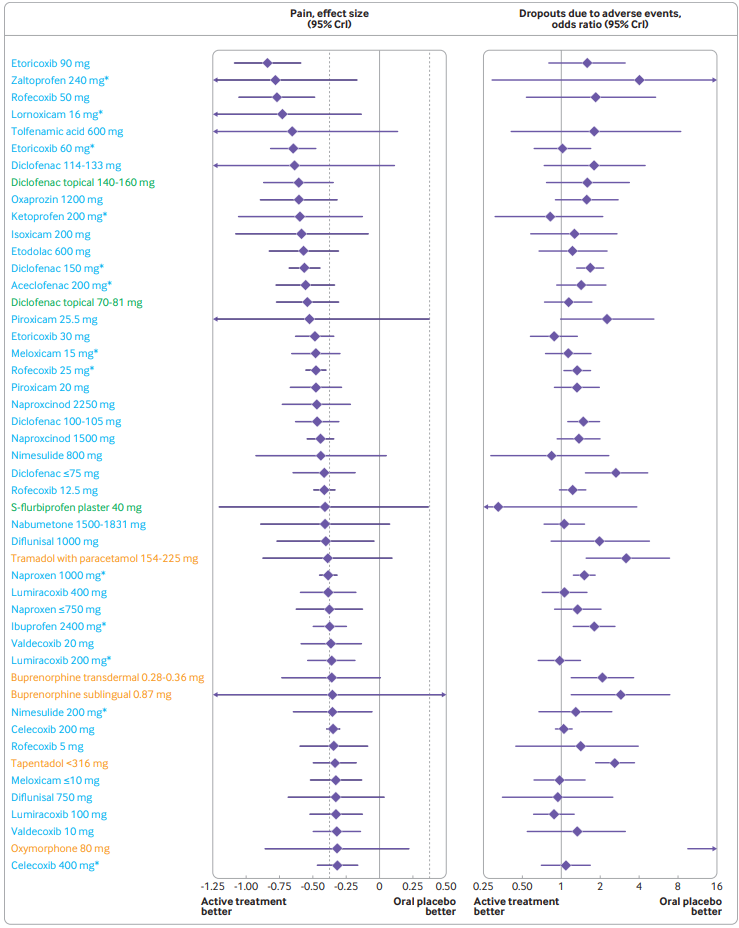 Pain, effect size
(95% CrI)
Dropouts due to adverse events,
odds ratio (95% CrI)
Etoricoxib 90 mg
Zaltoprofen 240 mg*
Rofecoxib 50 mg
Lornoxicam 16 mg*
Tolfenamic acid 600 mg
Etoricoxib 60 mg*
Diclofenac 114-133 mg
Diclofenac topical 140-160 mg
Oxaprozin 1200 mg
Ketoprofen 200 mg*
Isoxicam 200 mg
Etodolac 600 mg
Diclofenac 150 mg*
Aceclofenac 200 mg*
Diclofenac topical 70-81 mg
Piroxicam 25.5 mg
Etoricoxib 30 mg
Meloxicam 15 mg*
Rofecoxib 25 mg*
Piroxicam 20 mg
Naproxcinod 2250 mg
Diclofenac 100-105 mg
Naproxcinod 1500 mg
Nimesulide 800 mg
Diclofenac ≤75 mg
Rofecoxib 12.5 mg
S-flurbiprofen plaster 40 mg
Nabumetone 1500-1831 mg
Diflunisal 1000 mg
Tramadol with paracetamol 154-225 mg
Naproxen 1000 mg*
Lumiracoxib 400 mg
Naproxen ≤750 mg
Ibuprofen 2400 mg*
Valdecoxib 20 mg
Lumiracoxib 200 mg*
Buprenorphine transdermal 0.28-0.36 mg
Buprenorphine sublingual 0.87 mg
Nimesulide 200 mg*
Celecoxib 200 mg
Rofecoxib 5 mg
Tapentadol <316 mg
Meloxicam ≤10 mg
Diflunisal 750 mg
Lumiracoxib 100 mg
Valdecoxib 10 mg
Oxymorphone 80 mg
Celecoxib 400 mg*
-1.25 -1.00 -0.75 -0.50 -0.25 0 0.25 0.50
0.25 0.50 1 2 4 8 16
Active treatment
better
Oral placebo
better
Active treatment
better
Oral placebo
better